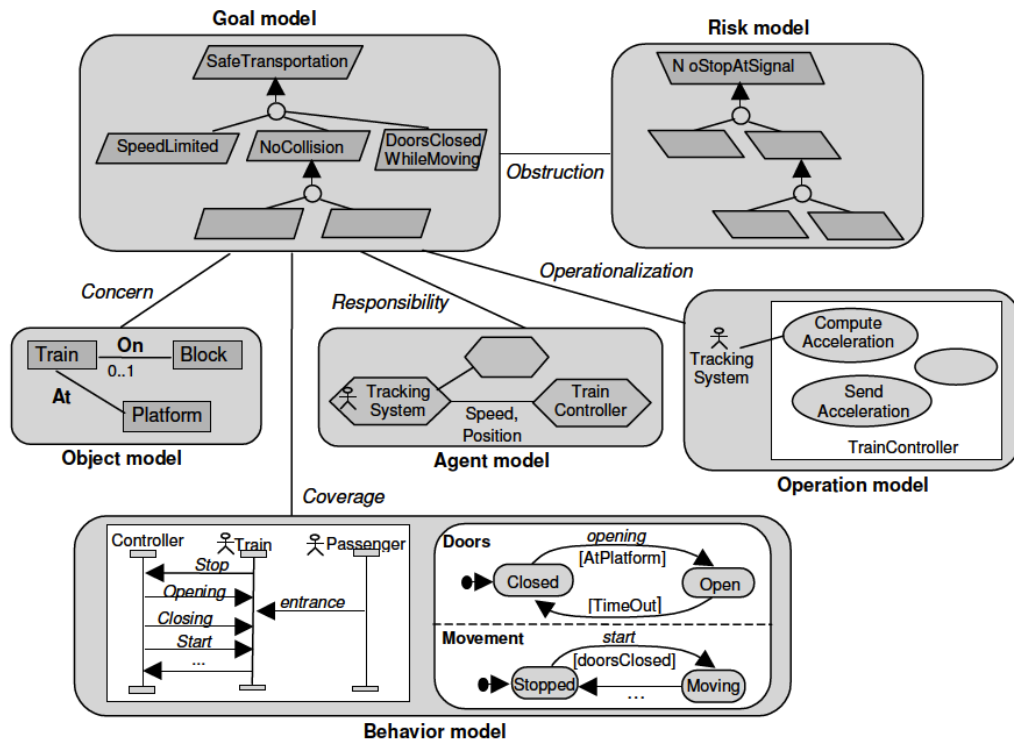 Goal model
SafeTransportation
SpeedLimited
NoCollision
DoorsClosed
WhileMoving
Risk model
N oStopAtSignal
Obstruction
Concern
Responsibility
Operationalization
Coverage
Train
On
0..1
Block
At
Platform
Object model
Tracking
System
Speed,
Position
Train
Controller
Agent model
Tracking
System
Compute
Acceleration
Send
Acceleration
TrainController
Operation model
Controller
Train
Passenger
Stop
Opening
entrance
Closing
Start
...
Doors
opening
[AtPlatform]
Closed
Open
[TimeOut]
Movement
start
[doorsClosed]
Stopped
...
Moving
Behavior model